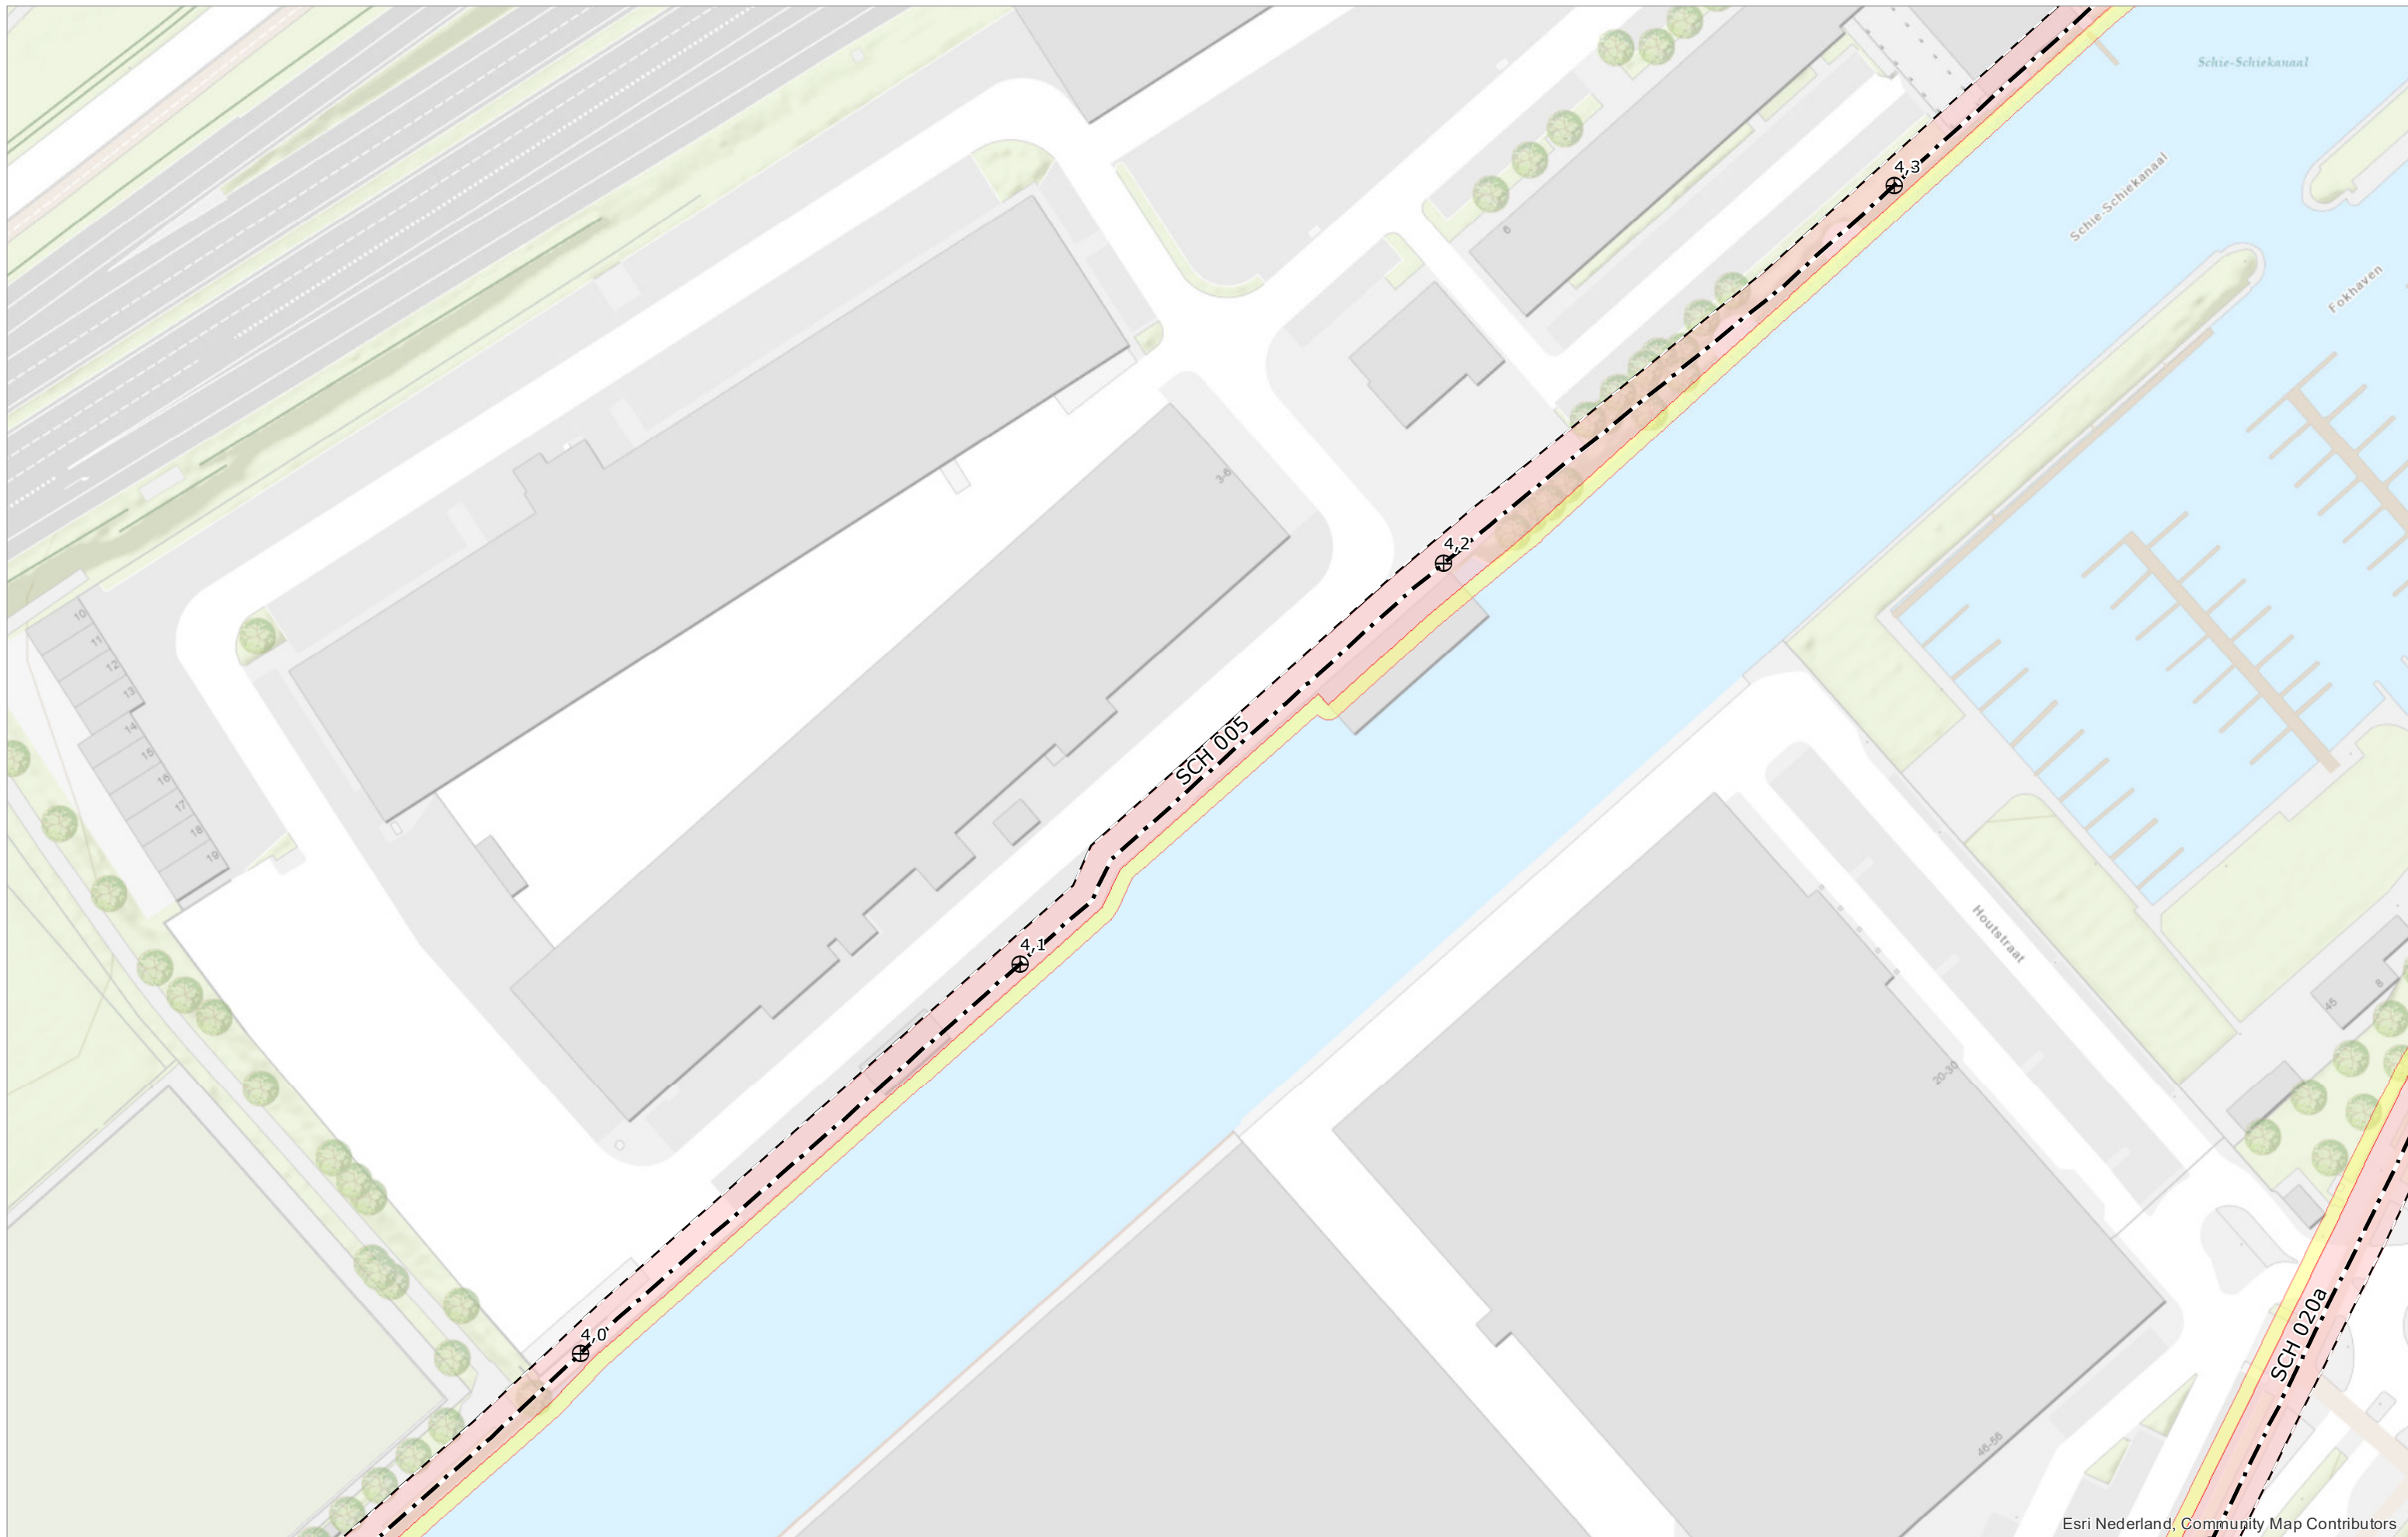 Schie-Schiekanaal
4,3
Schie-Schiekanaal
6
Fokhaven
3-6
4,2
10
11
12
13
14
15
16
17
18
19
SCH 005
4,1
Houtstraat
45
8
20-30
SCH 020a
4,0
46-56
Esri Nederland, Community Map Contributors